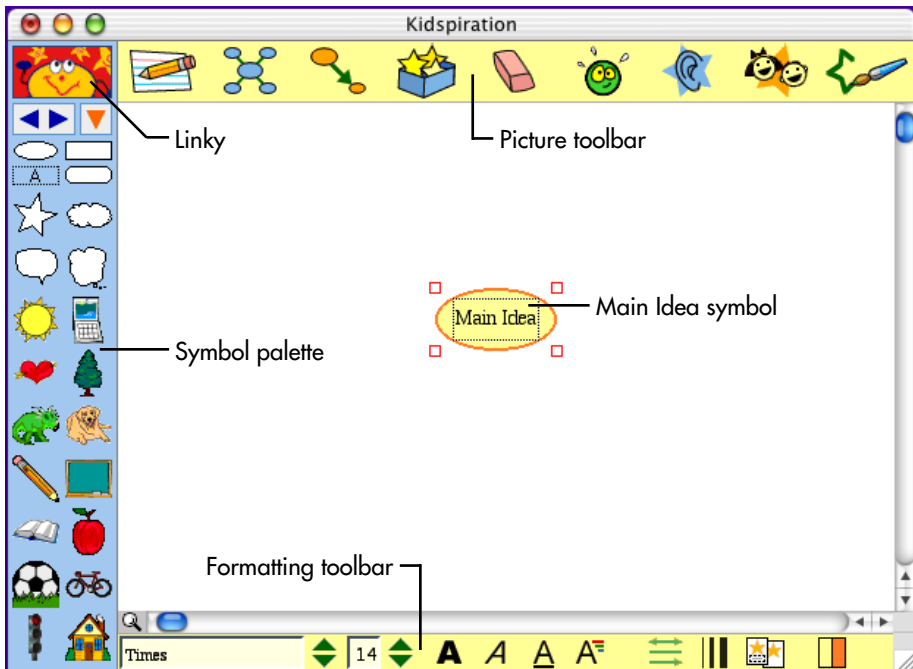 Kidspiration
Linky
Picture toolbar
A
Main Idea
Main Idea symbol
Symbol palette
Formatting toolbar
Times
14
A A A A